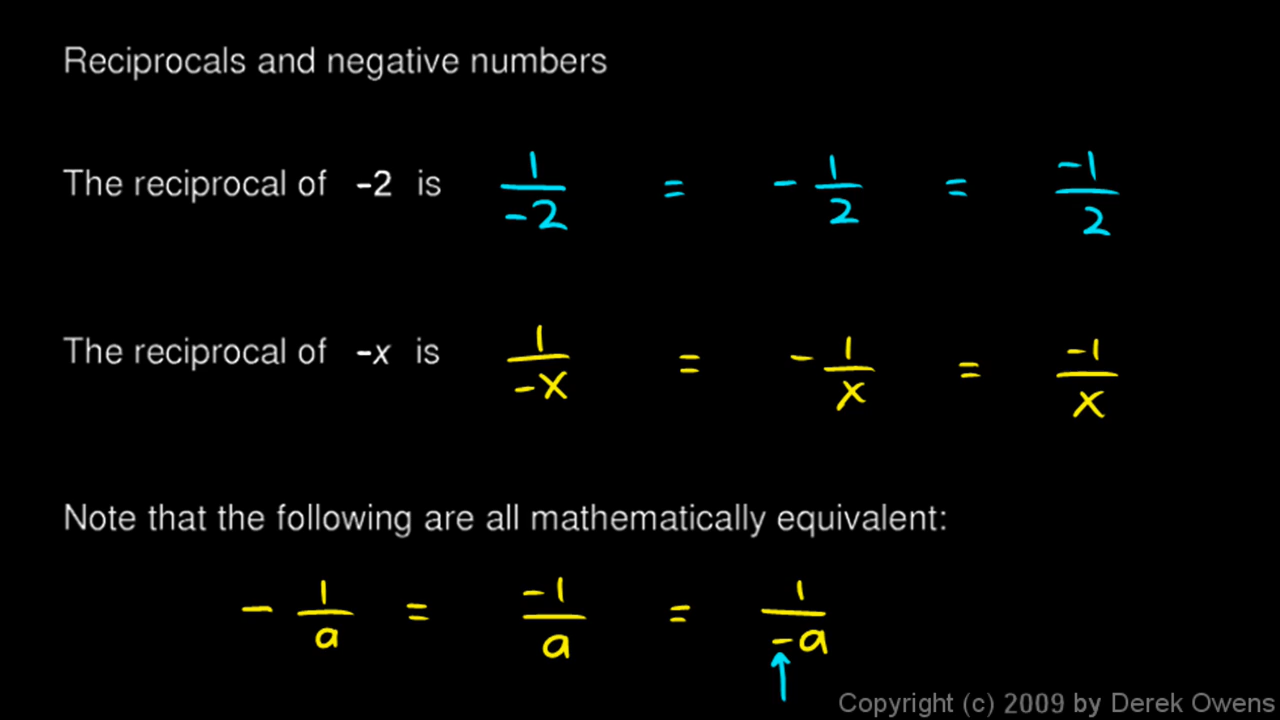 Reciprocals and negative numbers
The reciprocal of -2 is 1/-2 = - 1/2 = -1/2
The reciprocal of -x is 1/-x = - 1/x = -1/x
Note that the following are all mathematically equivalent:
- 1/a = -1/a = 1/-a
Copyright (c) 2009 by Derek Owens